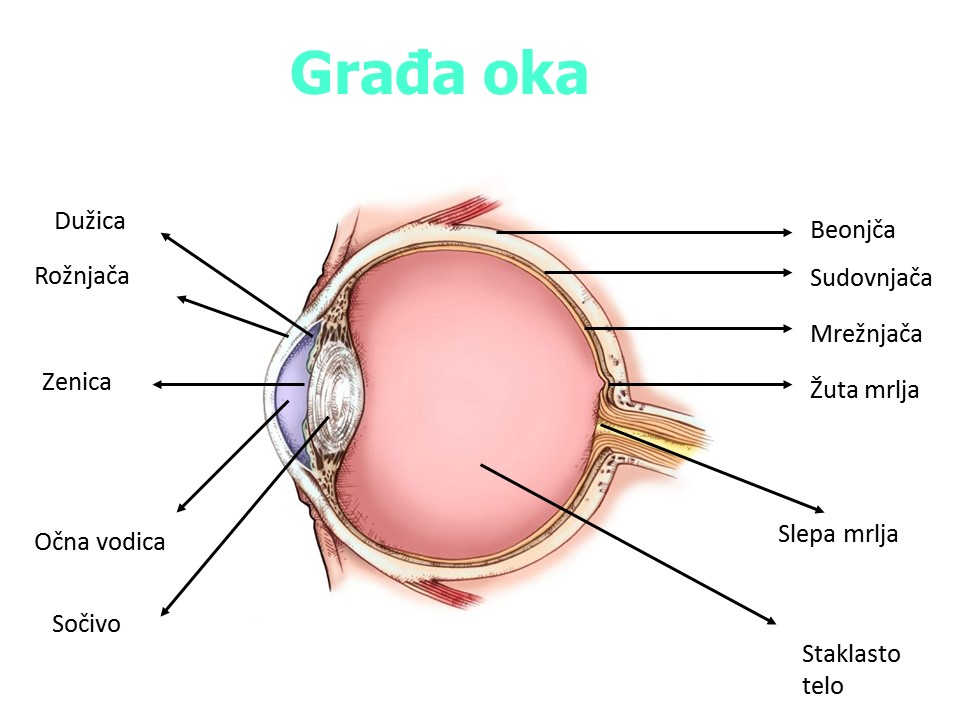 Građa oka
Dužica
Rožnjača
Zenica
Očna vodica
Sočivo
Beonjča
Sudovnjača
Mrežnjača
Žuta mrlja
Slepa mrlja
Staklasto
telo